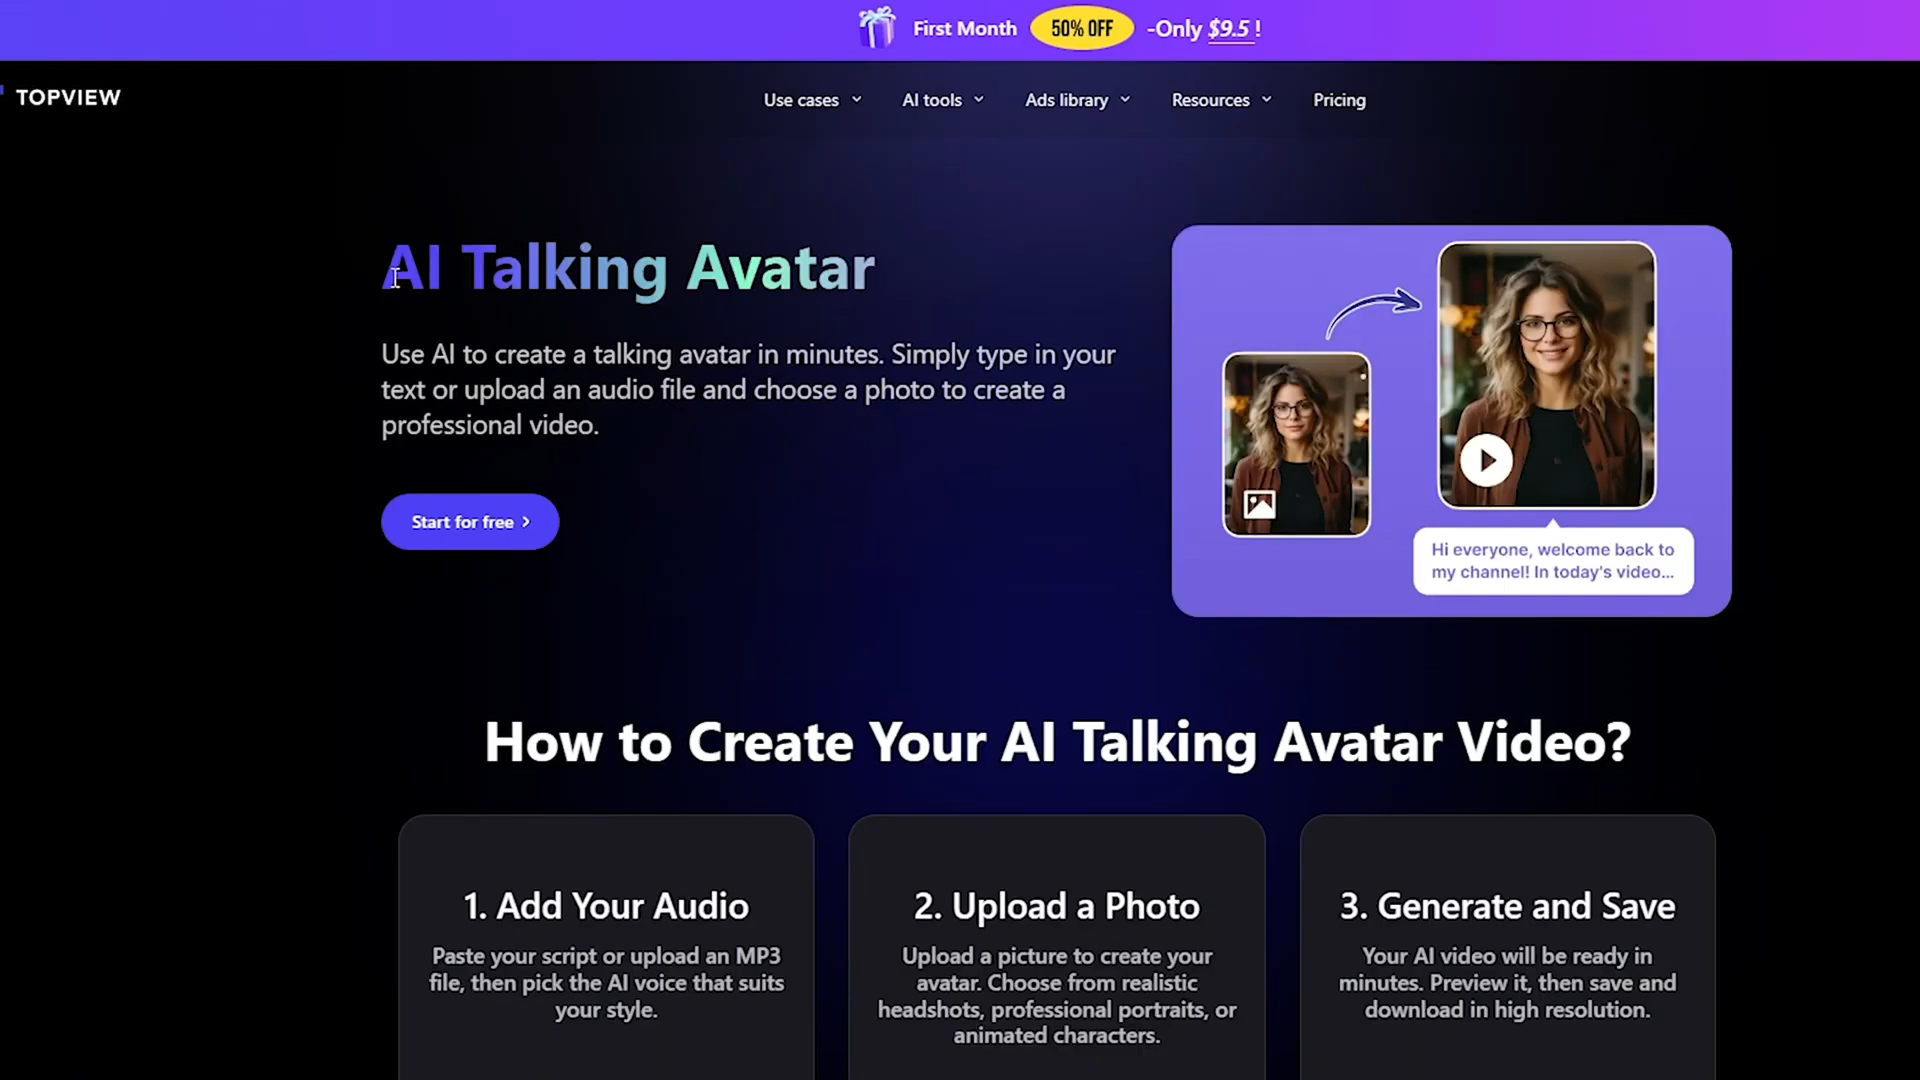 First Month 50% OFF -Only $9.5 !
TOPVIEW
Use cases
AI tools
Ads library
Resources
Pricing
AI Talking Avatar
Use AI to create a talking avatar in minutes. Simply type in your
text or upload an audio file and choose a photo to create a
professional video.
Start for free
Hi everyone, welcome back to
my channel! In today's video...
How to Create Your AI Talking Avatar Video?
1. Add Your Audio
Paste your script or upload an MP3
file, then pick the AI voice that suits
your style.
2. Upload a Photo
Upload a picture to create your
avatar. Choose from realistic
headshots, professional portraits, or
animated characters.
3. Generate and Save
Your AI video will be ready in
minutes. Preview it, then save and
download in high resolution.